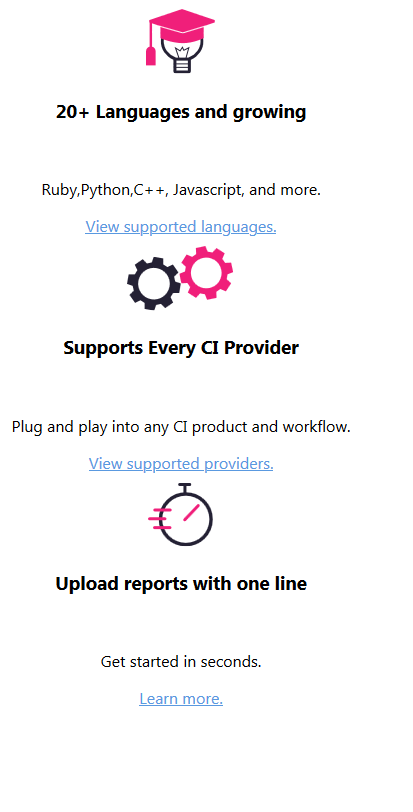 20+ Languages and growing
Ruby,Python,C++, Javascript, and more.
View supported languages.
Supports Every CI Provider
Plug and play into any CI product and workflow.
View supported providers.
Upload reports with one line
Get started in seconds.
Learn more.